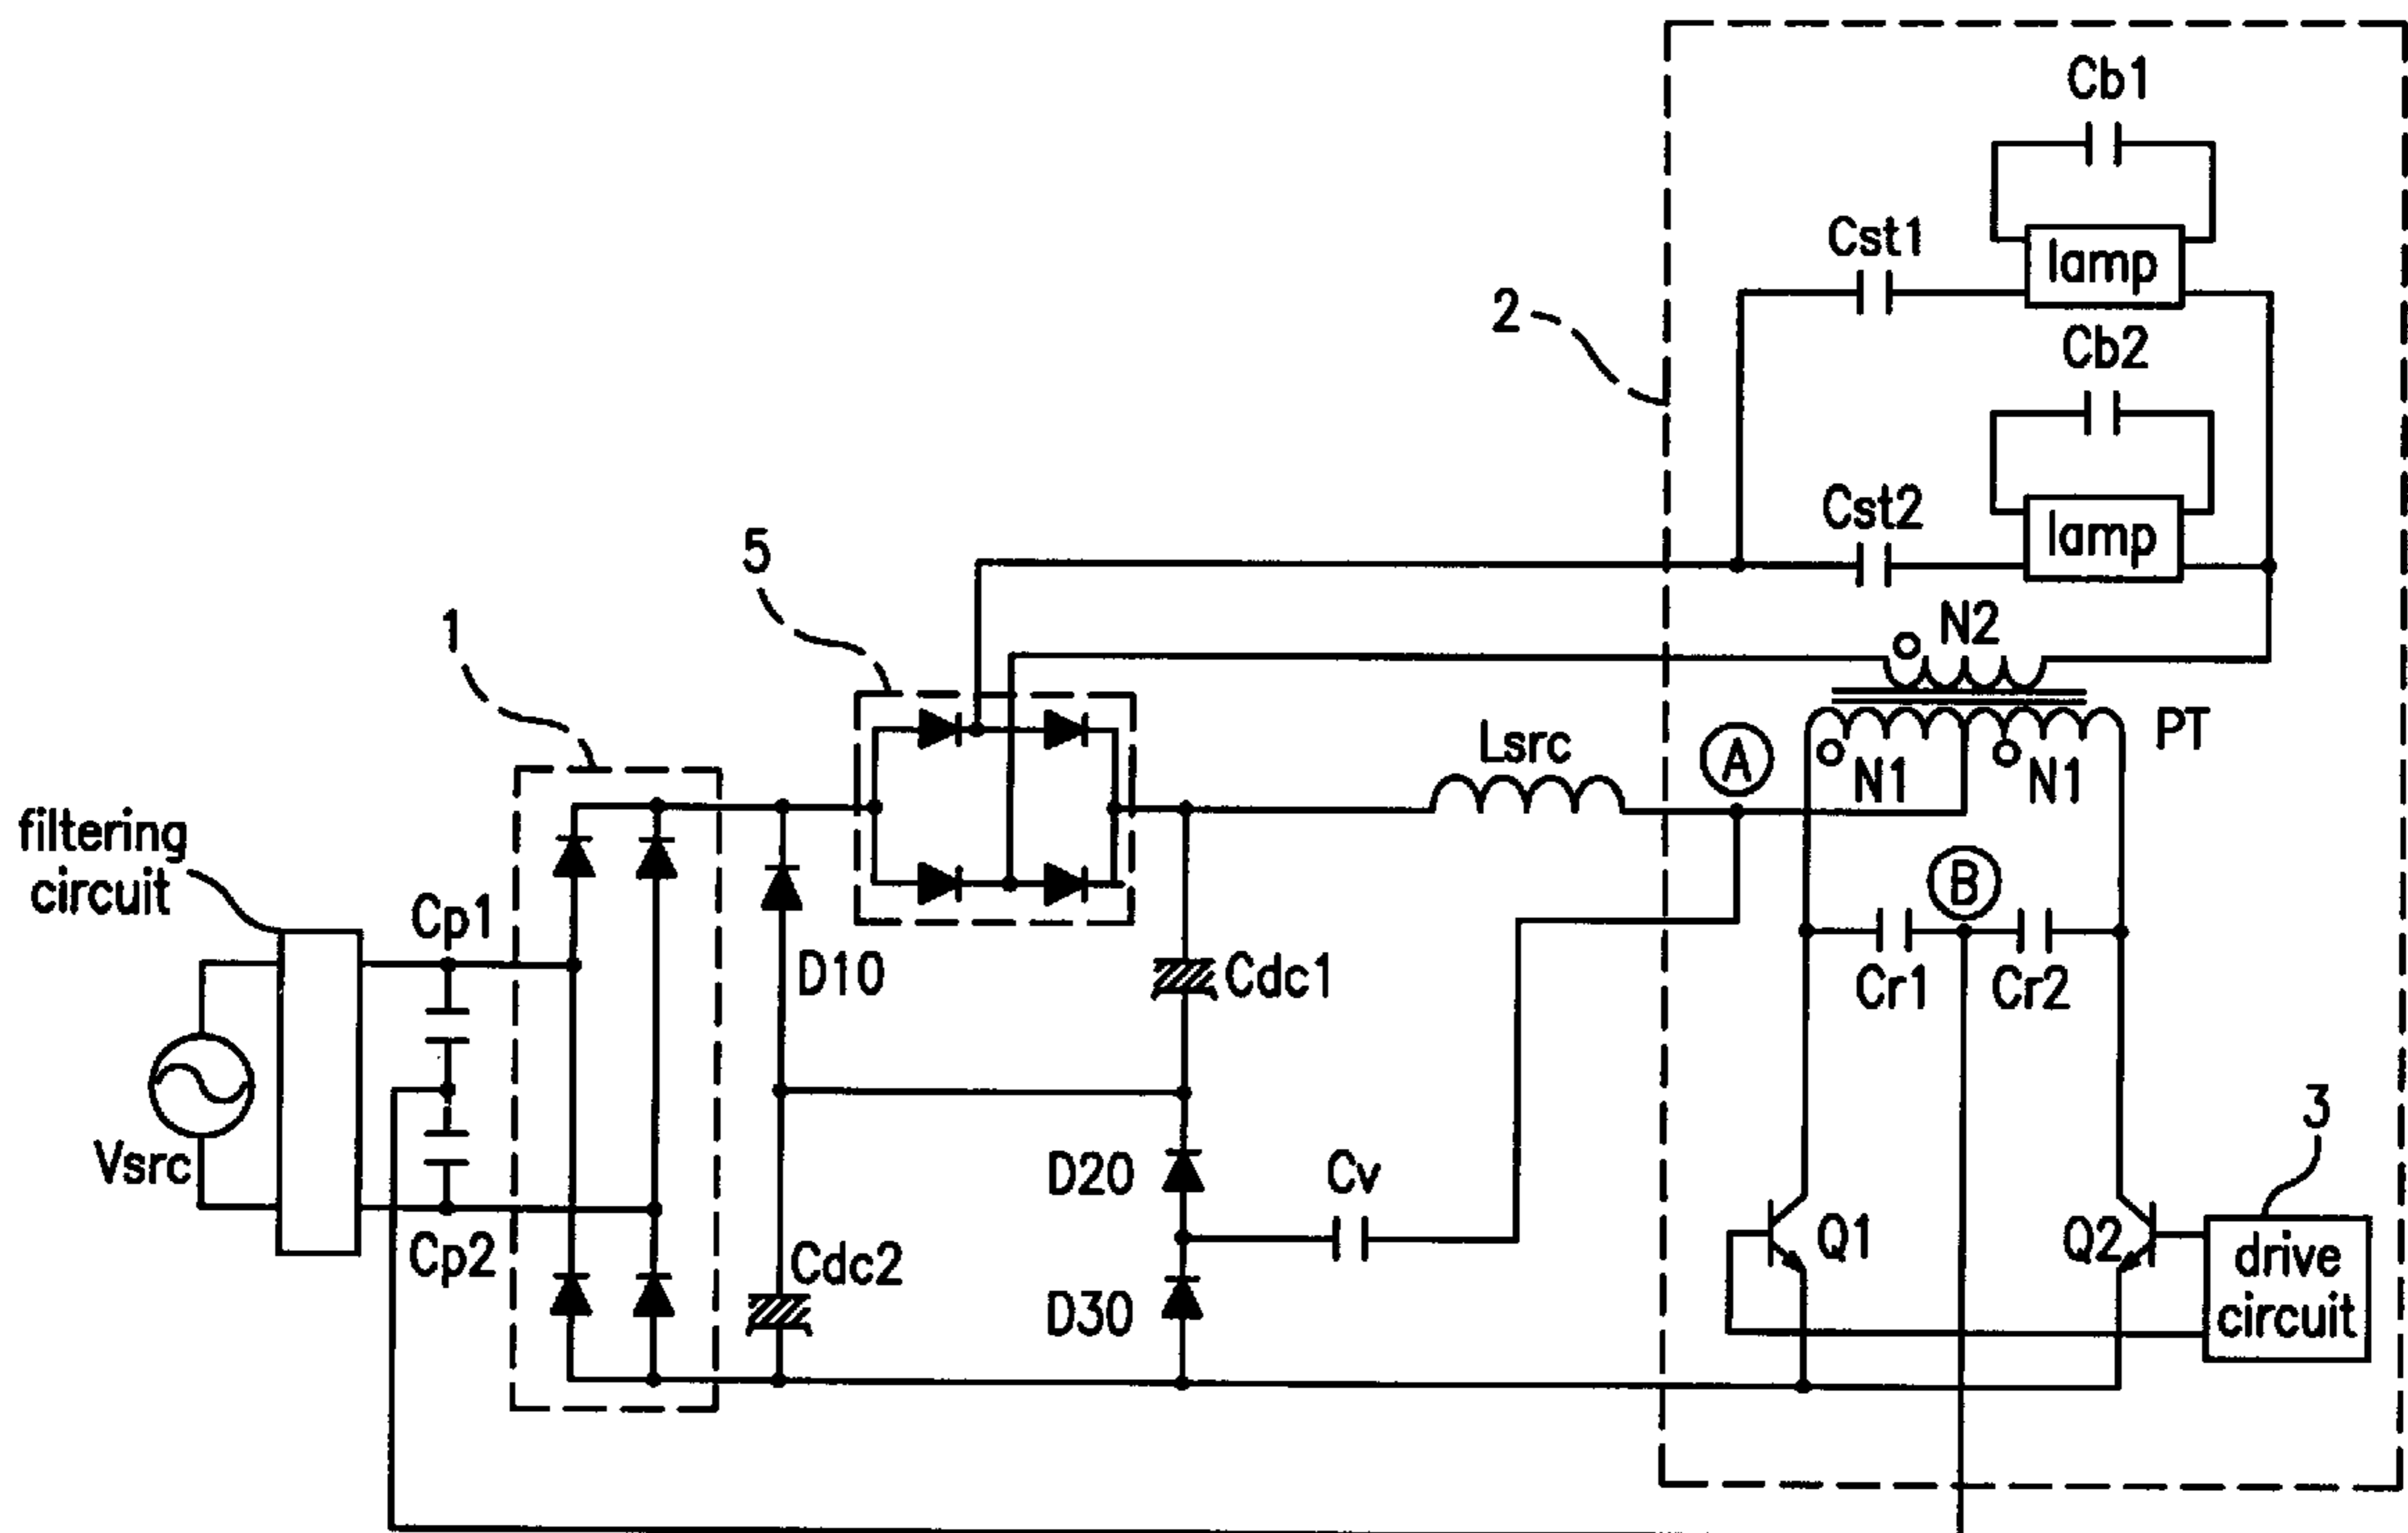 Cb1
Cst1
lamp
2
Cb2
Cst2
lamp
5
1
N2
PT
Lsrc
A
N1
N1
filtering
circuit
Cp1
B
D10
Cdc1
Cr1
Cr2
3
Vsrc
D20
Cv
Cp2
Cdc2
Q1
Q2
drive
circuit
D30